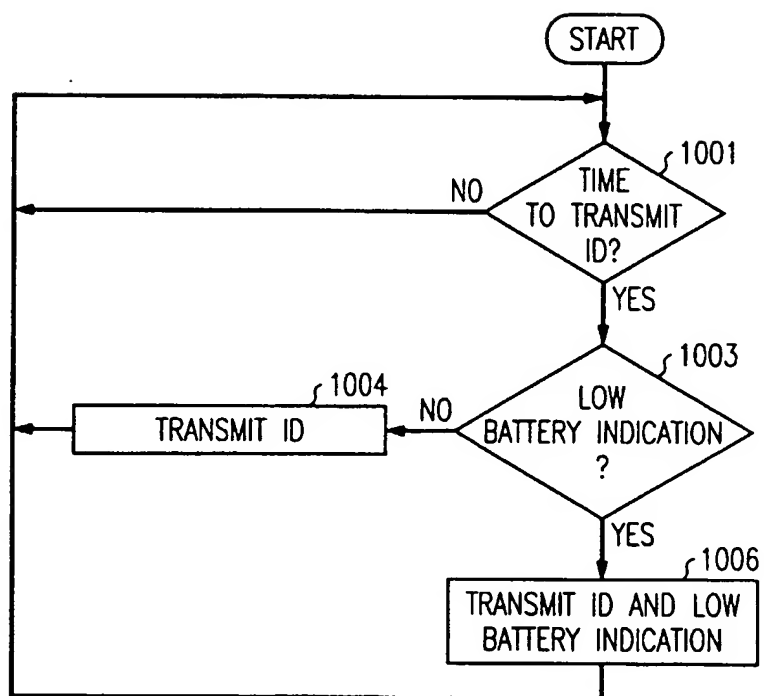 START
1001
TIME
TO TRANSMIT
ID?
NO
YES
1003
LOW
BATTERY INDICATION
?
NO
1004
TRANSMIT ID
YES
1006
TRANSMIT ID AND LOW
BATTERY INDICATION